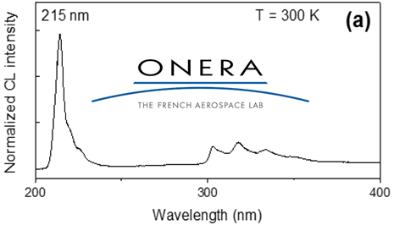 215 nm
T = 300 K
(a)
Normalized CL intensity
ONERA
THE FRENCH AEROSPACE LAB
200
300
400
Wavelength (nm)